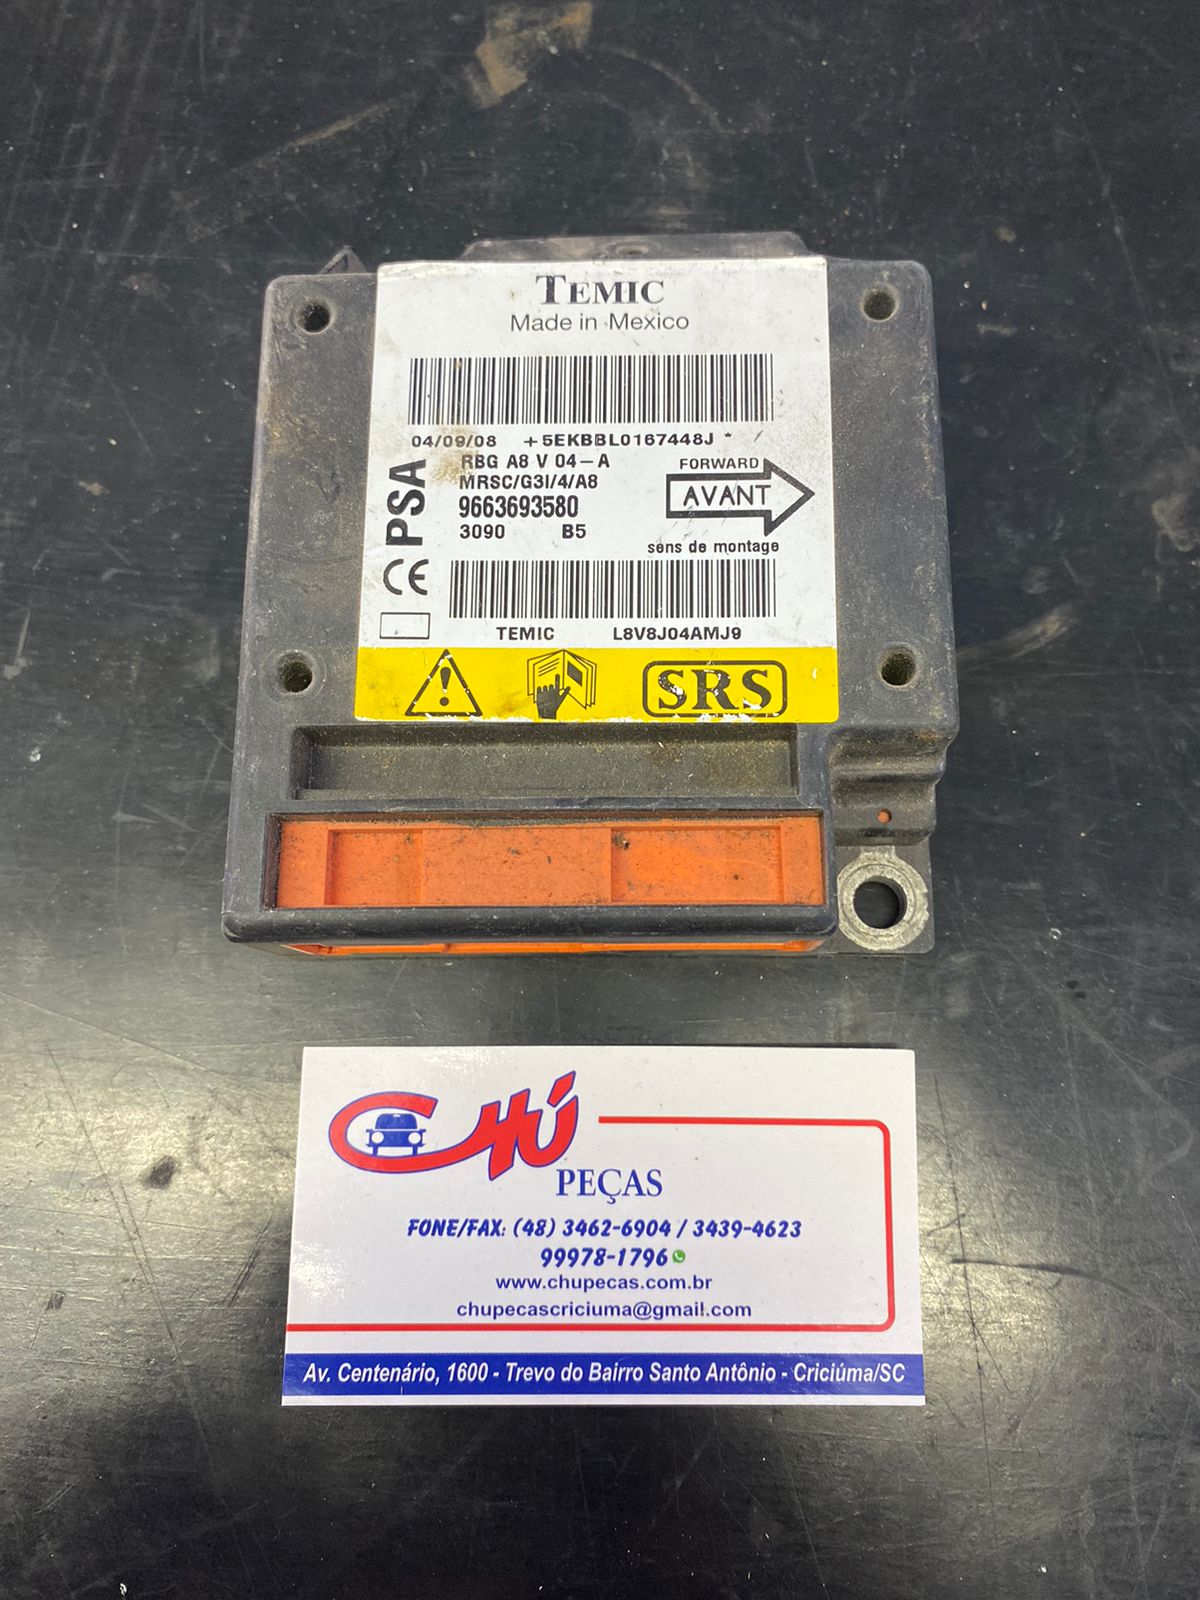 TEMIC
Made in Mexico
04/09/08 +5EKBBL0167448J *
RBG A8 V 04-A
MRSC/G3I/4/A8
9663693580
3090 B5
PSA
CE
FORWARD
AVANT
sens de montage
TEMIC L8V8J04AMJ9
SRS
CHÚ
PEÇAS
FONE/FAX: (48) 3462-6904 / 3439-4623
99978-1796
www.chupecas.com.br
chupecascriciuma@gmail.com
Av. Centenário, 1600 - Trevo do Bairro Santo Antônio - Criciúma/SC